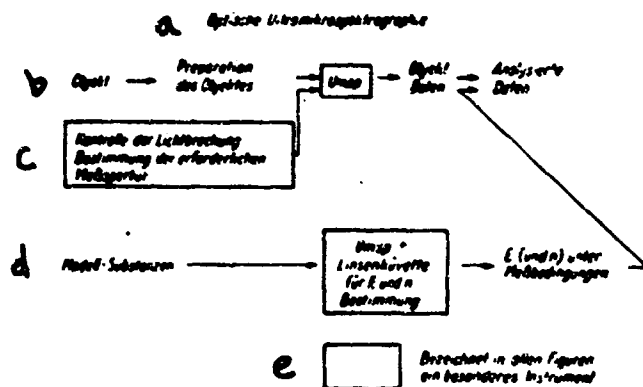 a Optische Ultramikrospektrographie
b Objekt Präparation des Objektes Umsp Objekt Daten Analysierte Daten
c Kontrolle der Lichtbrechung
Bestimmung der erforderlichen
Meßapertur
d Modell-Substanzen
Umsp +
Linsenküvette
für E und n
Bestimmung
E (und n) unter
Meßbedingungen
e Bezeichnet in allen Figuren
ein besonderes Instrument